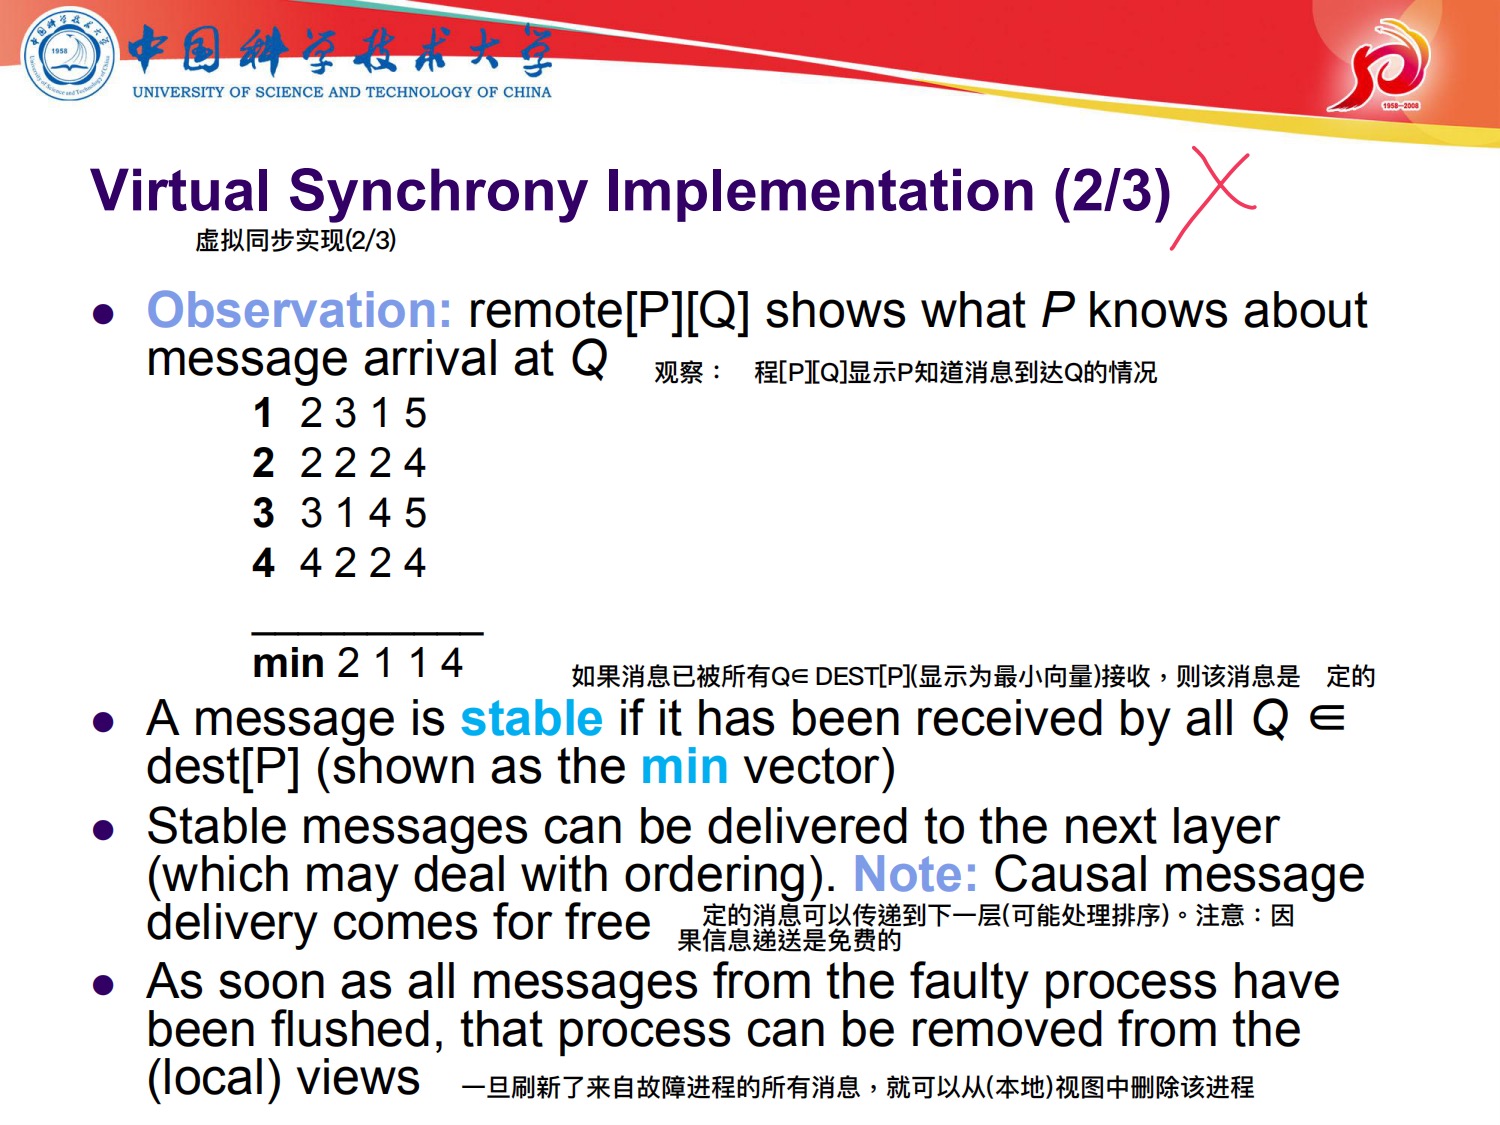 中国科学技术大学
UNIVERSITY OF SCIENCE AND TECHNOLOGY OF CHINA
1958
1958—2008
Virtual Synchrony Implementation (2/3)
虚拟同步实现(2/3)
Observation: remote[P][Q] shows what P knows about
message arrival at Q
观察： 程[P][Q]显示P知道消息到达Q的情况
1 2 3 1 5
2 2 2 2 4
3 3 1 4 5
4 4 2 2 4
min 2 1 1 4
如果消息已被所有Q∈ DEST[P](显示为最小向量)接收，则该消息是 定的
A message is stable if it has been received by all Q ∈
dest[P] (shown as the min vector)
Stable messages can be delivered to the next layer
(which may deal with ordering). Note: Causal message
delivery comes for free
定的消息可以传递到下一层(可能处理排序)。注意：因
果信息递送是免费的
As soon as all messages from the faulty process have
been flushed, that process can be removed from the
(local) views
一旦刷新了来自故障进程的所有消息，就可以从(本地)视图中删除该进程